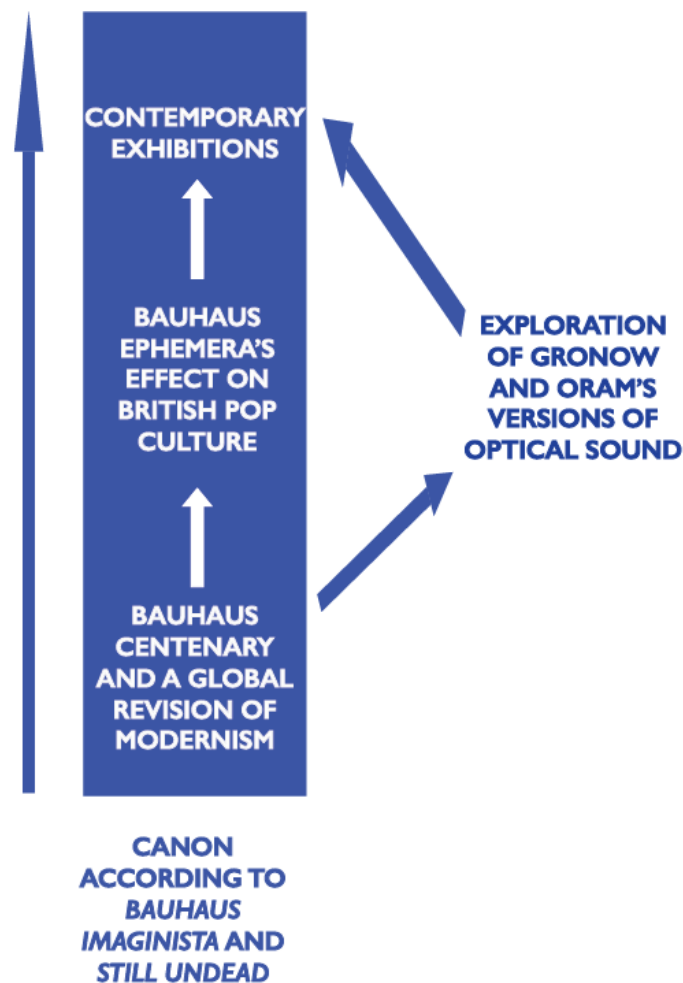 CONTEMPORARY
EXHIBITIONS
BAUHAUS
EPHEMERA'S
EFFECT ON
BRITISH POP
CULTURE
EXPLORATION
OF GRONOW
AND ORAM'S
VERSIONS OF
OPTICAL SOUND
BAUHAUS
CENTENARY
AND A GLOBAL
REVISION OF
MODERNISM
CANON
ACCORDING TO
BAUHAUS
IMAGINISTA AND
STILL UNDEAD